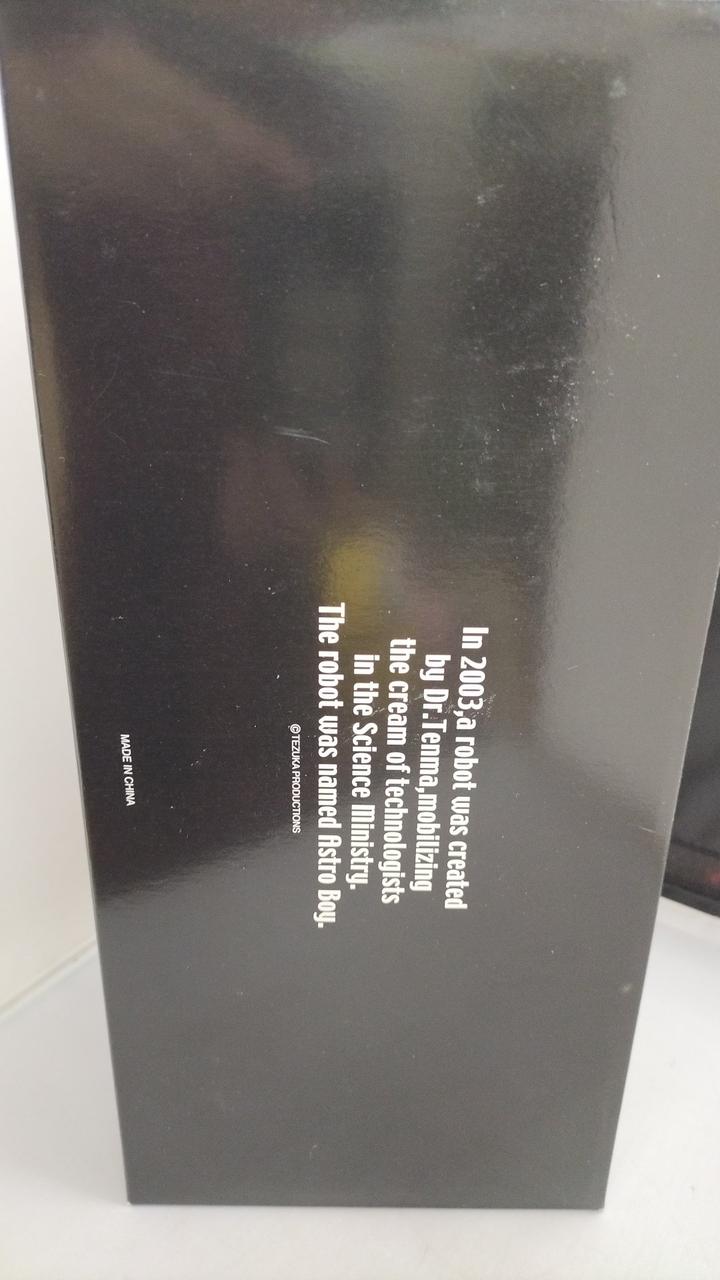 In 2003,a robot was created
by Dr.Temma,mobilizing
the cream of technologists
in the Science Ministry.
The robot was named Astro Boy.
©TEZUKA PRODUCTIONS
MADE IN CHINA